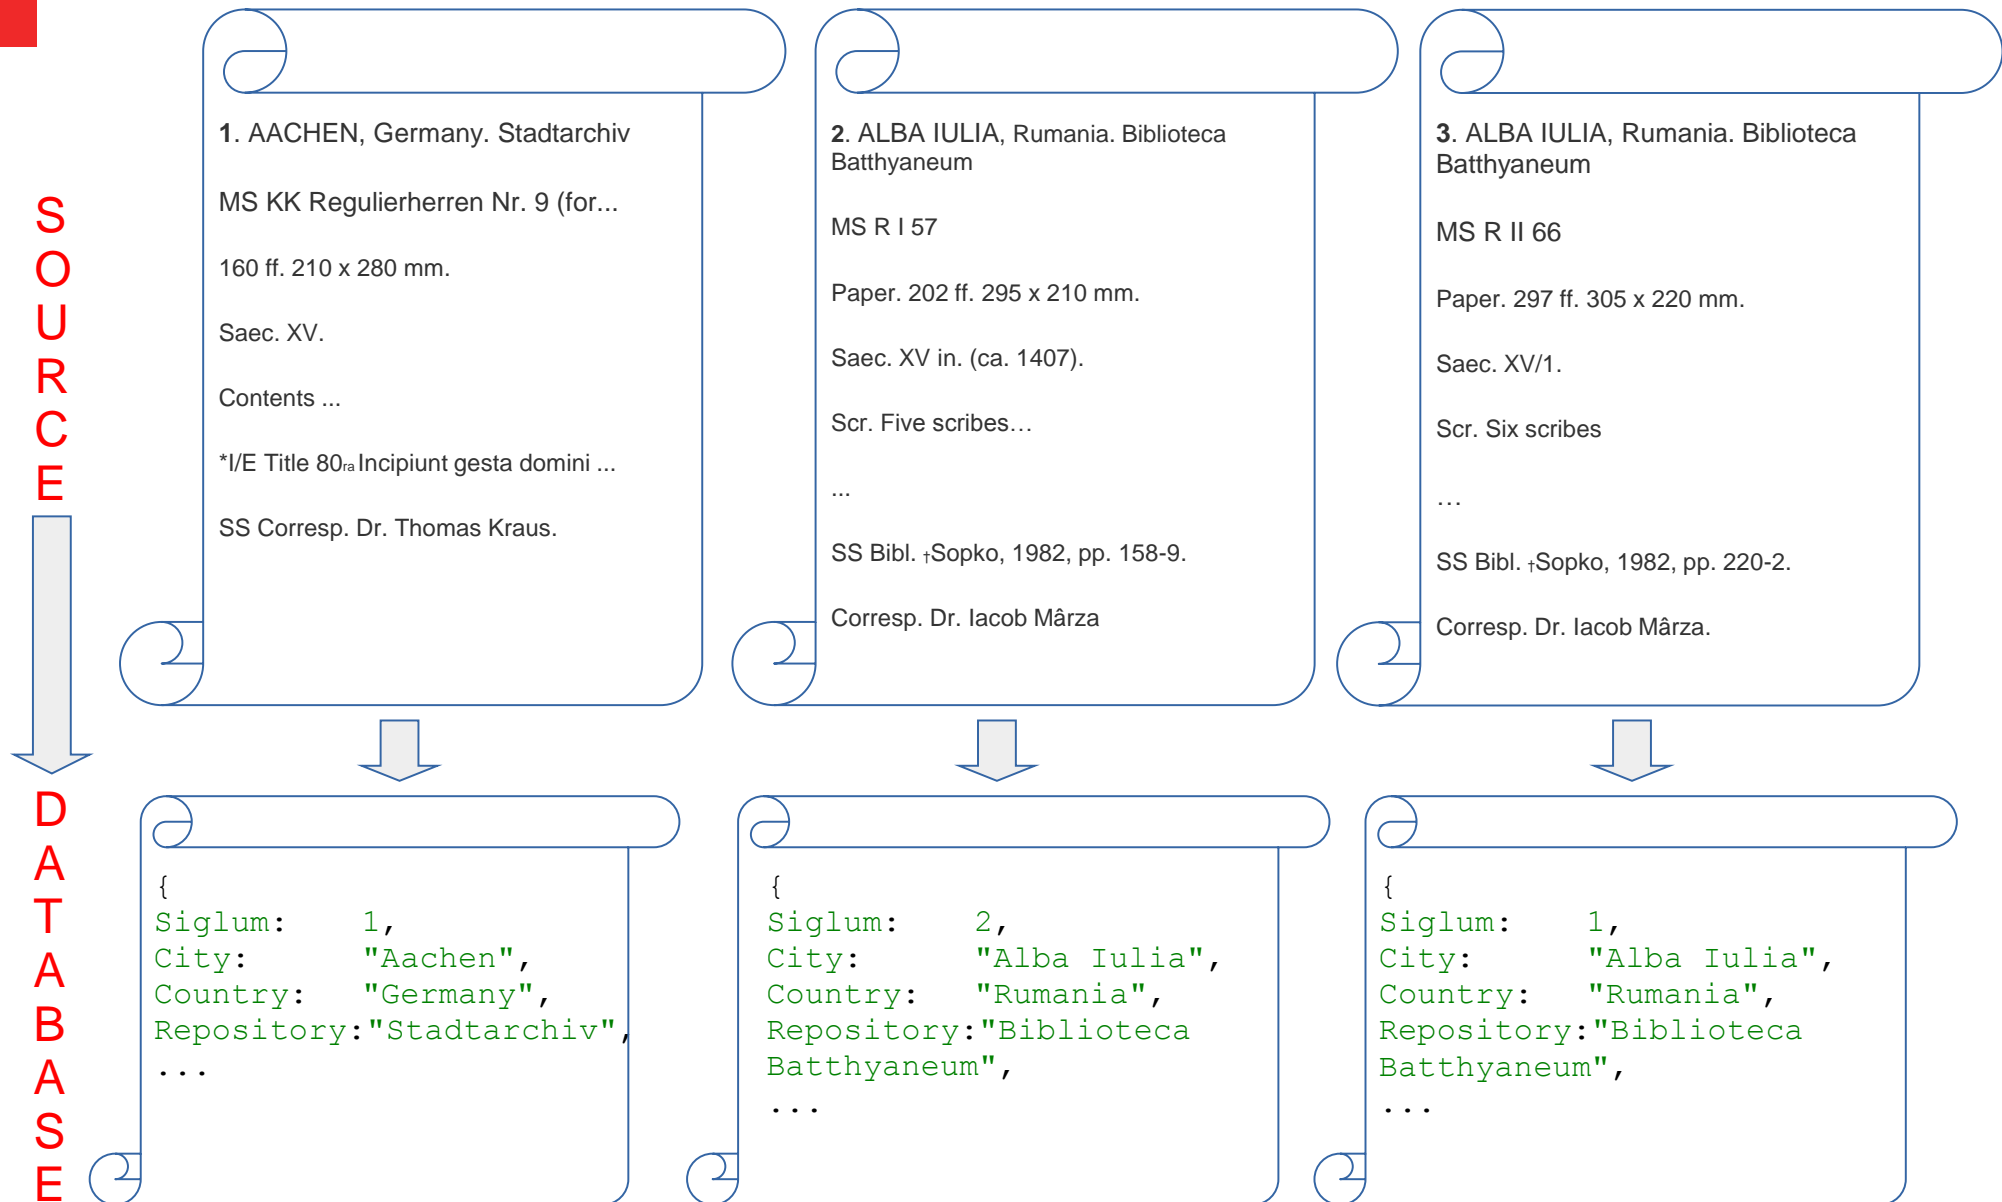 SOURCE
1. AACHEN, Germany. Stadtarchiv
MS KK Regulierherren Nr. 9 (for...
160 ff. 210 x 280 mm.
Saec. XV.
Contents ...
*I/E Title 80ra Incipiunt gesta domini ...
SS Corresp. Dr. Thomas Kraus.
2. ALBA IULIA, Rumania. Biblioteca
Batthyaneum
MS R I 57
Paper. 202 ff. 295 x 210 mm.
Saec. XV in. (ca. 1407).
Scr. Five scribes…
...
SS Bibl. †Sopko, 1982, pp. 158-9.
Corresp. Dr. Iacob Mârza
3. ALBA IULIA, Rumania. Biblioteca
Batthyaneum
MS R II 66
Paper. 297 ff. 305 x 220 mm.
Saec. XV/1.
Scr. Six scribes
…
SS Bibl. †Sopko, 1982, pp. 220-2.
Corresp. Dr. Iacob Mârza.
DATABASE
{
Siglum: 1,
City: "Aachen",
Country: "Germany",
Repository:"Stadtarchiv",
...
{
Siglum: 2,
City: "Alba Iulia",
Country: "Rumania",
Repository:"Biblioteca
Batthyaneum",
...
{
Siglum: 1,
City: "Alba Iulia",
Country: "Rumania",
Repository:"Biblioteca
Batthyaneum",
...